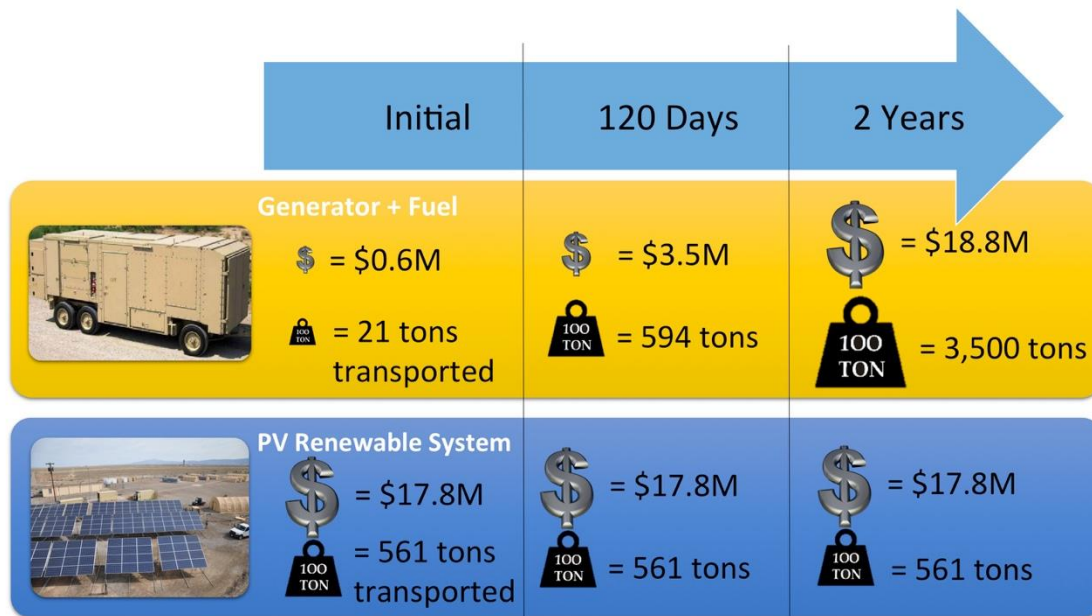 Initial
120 Days
2 Years
Generator + Fuel
= $0.6M
= $3.5M
= $18.8M
100
TON
= 21 tons
transported
100
TON
= 594 tons
100
TON
= 3,500 tons
PV Renewable System
= $17.8M
= $17.8M
= $17.8M
100
TON
= 561 tons
transported
100
TON
= 561 tons
100
TON
= 561 tons